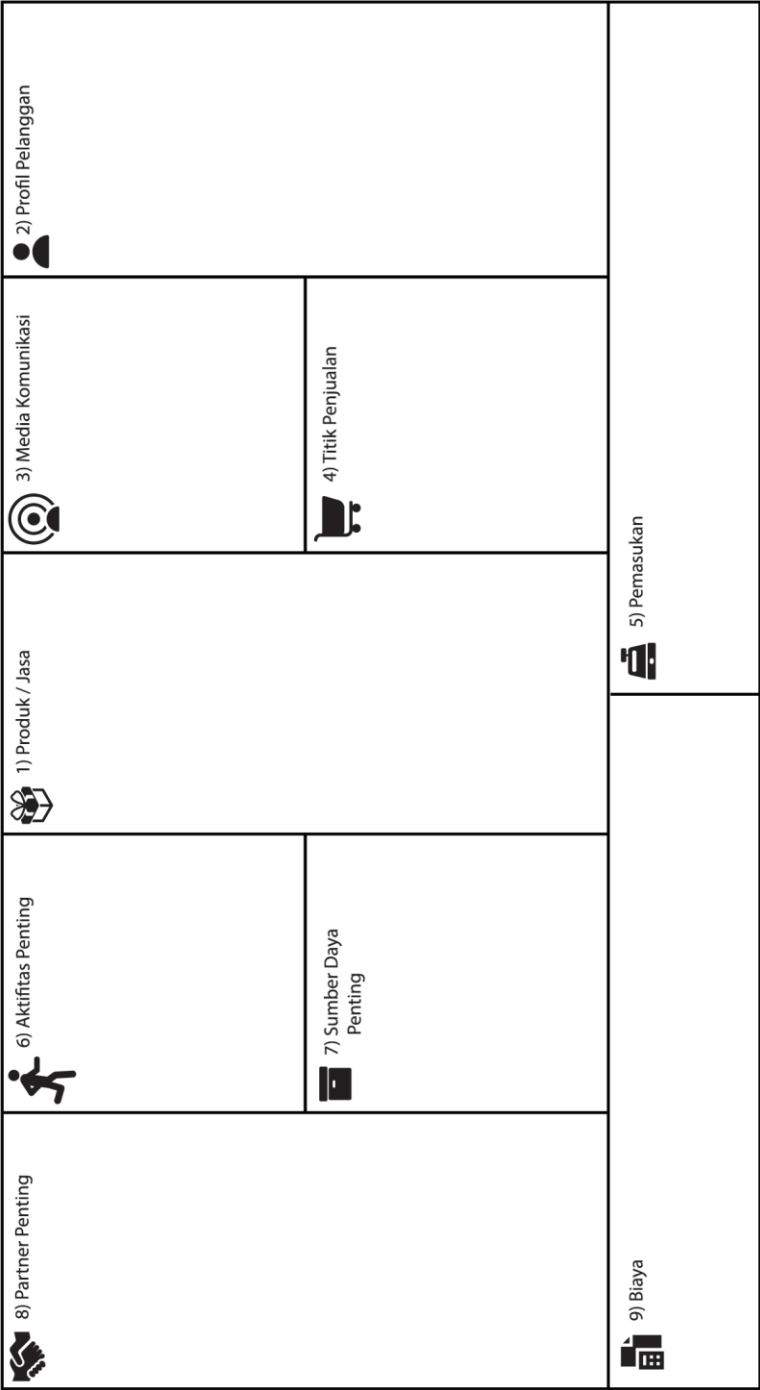 8) Partner Penting
6) Aktifitas Penting
7) Sumber Daya
Penting
1) Produk / Jasa
3) Media Komunikasi
4) Titik Penjualan
2) Profil Pelanggan
9) Biaya
5) Pemasukan